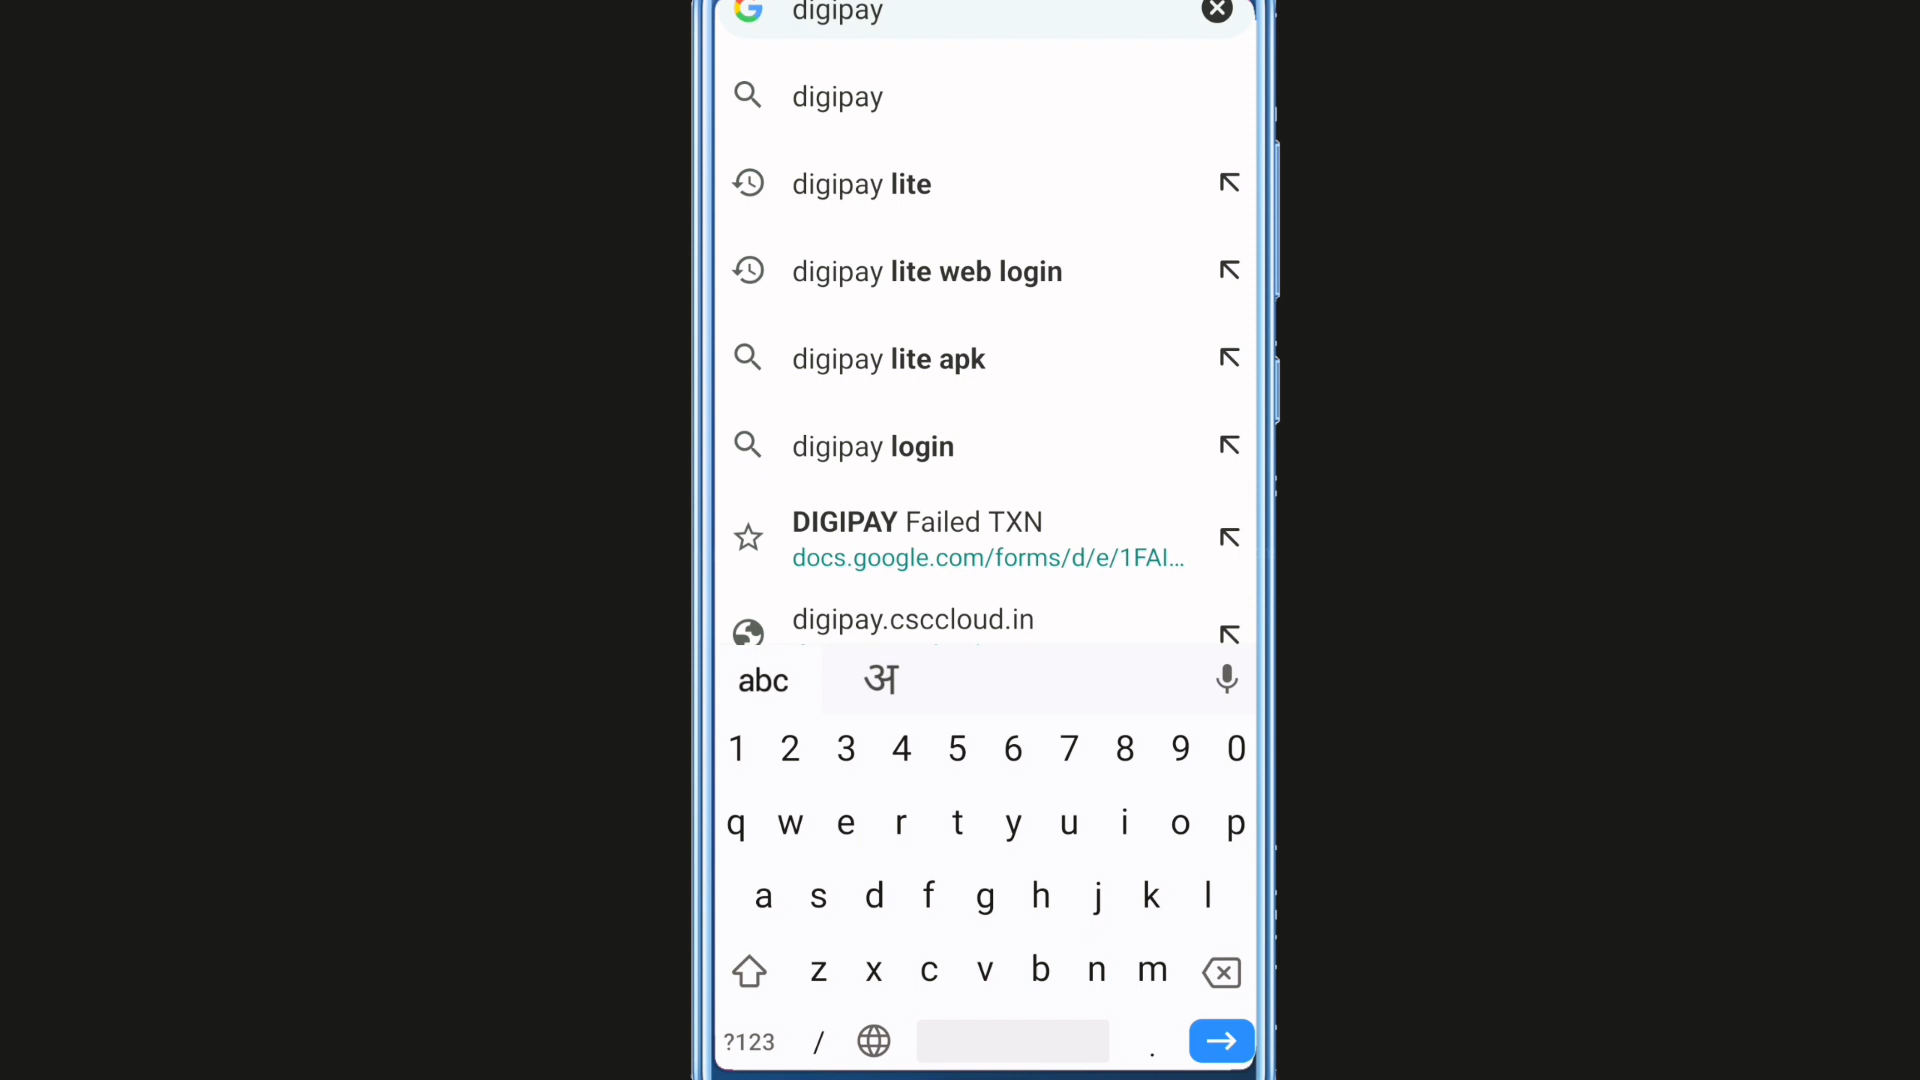 digipay
digipay
digipay lite
digipay lite web login
digipay lite apk
digipay login
DIGIPAY Failed TXN
docs.google.com/forms/d/e/1FAI...
digipay.csccloud.in
abc अ
1 2 3 4 5 6 7 8 9 0
q w e r t y u i o p
a s d f g h j k l
z x c v b n m
?123 / .